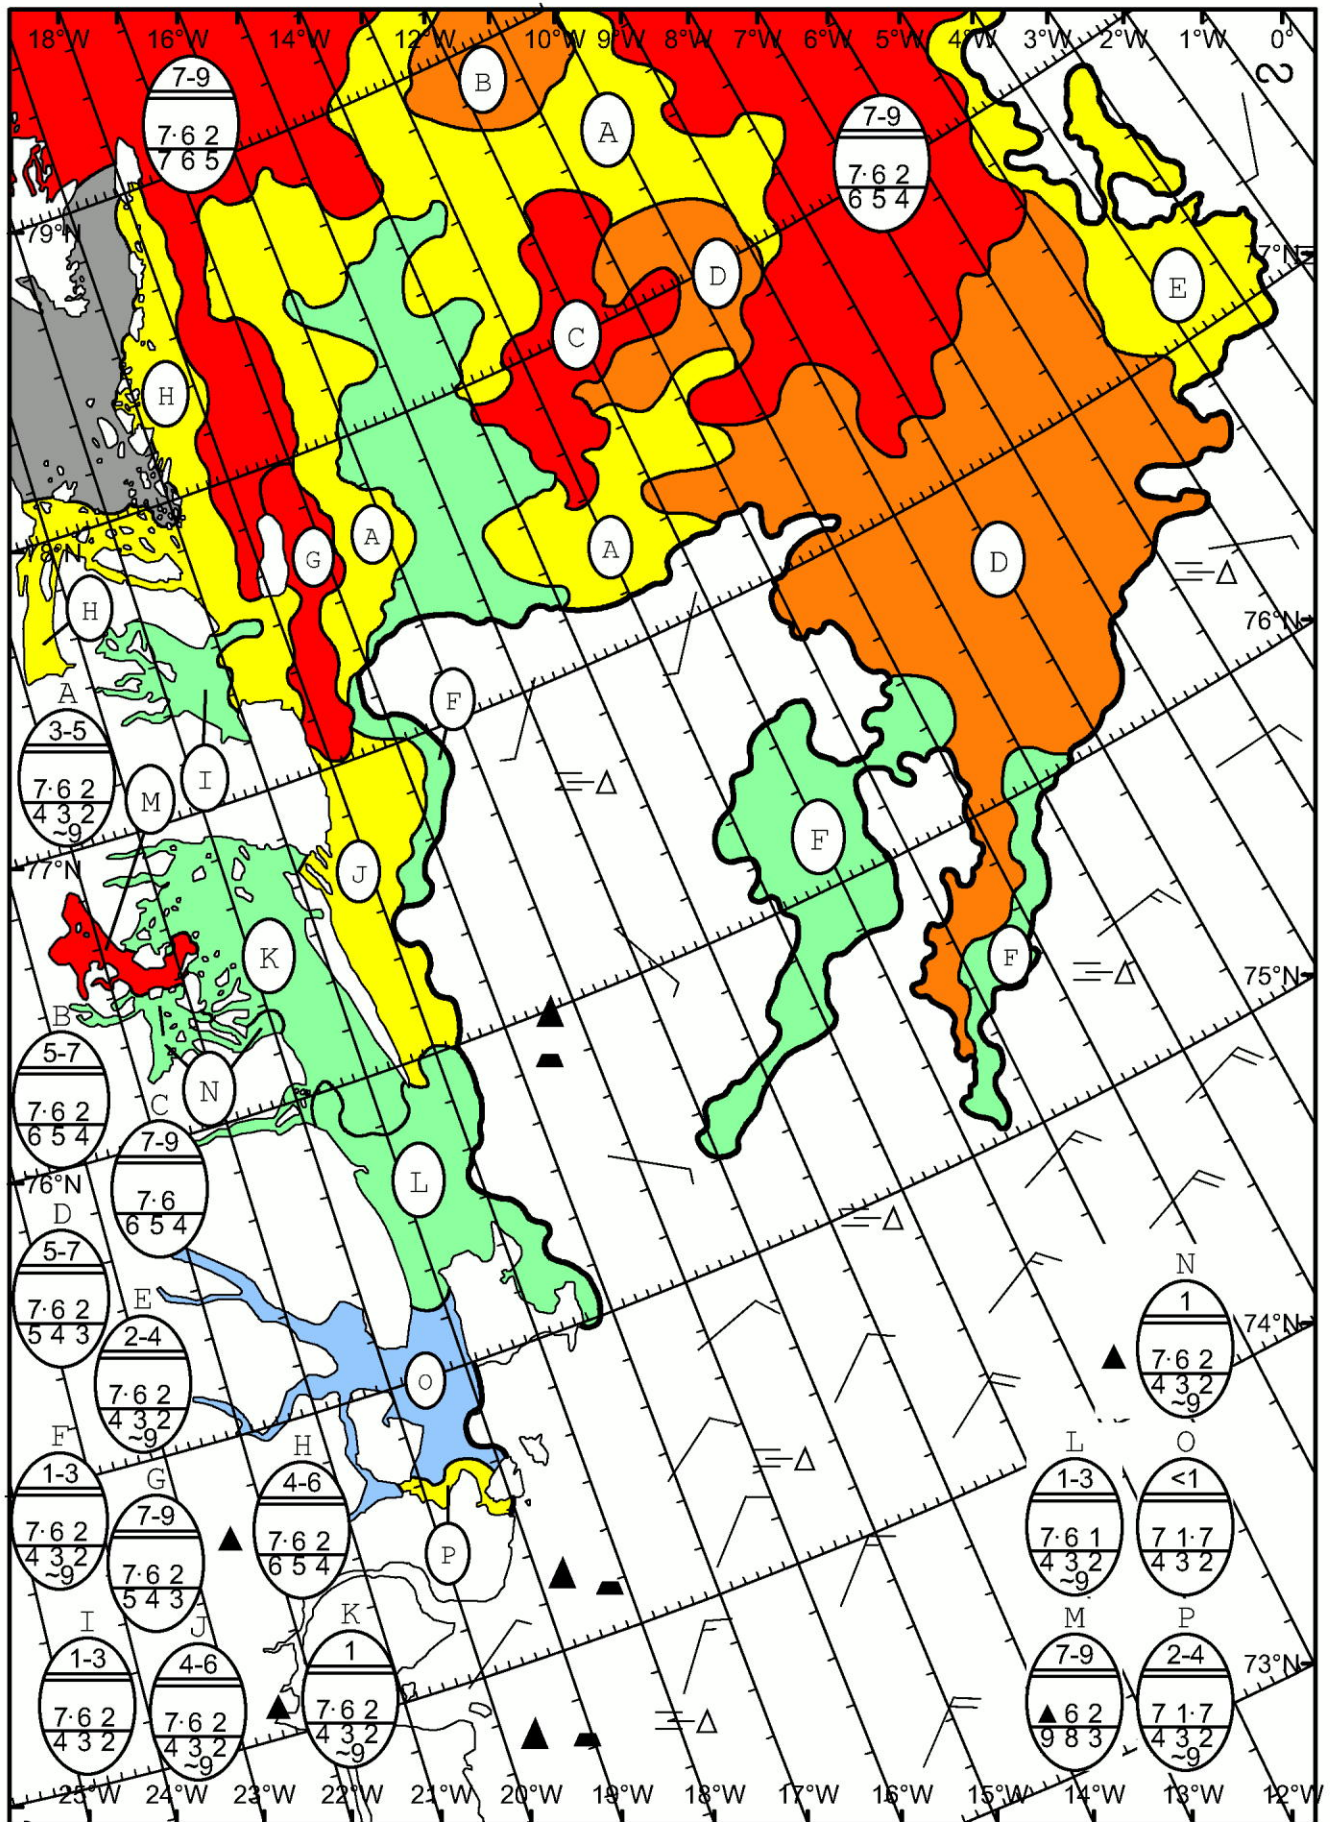 18°W 16°W 14°W 12°W 10°W 9°W 8°W 7°W 6°W 5°W 4°W 3°W 2°W 1°W 0°
7-9
7·6 2
7 6 5
B
A
7-9
7·6 2
6 5 4
79°N
77°N
D
E
C
H
G
A
A
D
78°N
H
76°N
I
M
F
F
A
3-5
7·6 2
4 3 2
~9
77°N
J
K
F
75°N
N
B
5-7
7·6 2
6 5 4
C
7-9
7·6
6 5 4
L
76°N
D
5-7
7·6 2
5 4 3
E
2-4
7·6 2
4 3 2
~9
O
N
1
7·6 2
4 3 2
~9
74°N
F
1-3
7·6 2
4 3 2
~9
G
7-9
7·6 2
5 4 3
H
4-6
7·6 2
6 5 4
P
L
1-3
7·6 1
4 3 2
~9
O
<1
7 1·7
4 3 2
I
1-3
7·6 2
4 3 2
J
4-6
7·6 2
4 3 2
~9
K
1
7·6 2
4 3 2
~9
M
7-9
▲ 6 2
9 8 3
P
2-4
7 1·7
4 3 2
~9
73°N
25°W 24°W 23°W 22°W 21°W 20°W 19°W 18°W 17°W 16°W 15°W 14°W 13°W 12°W